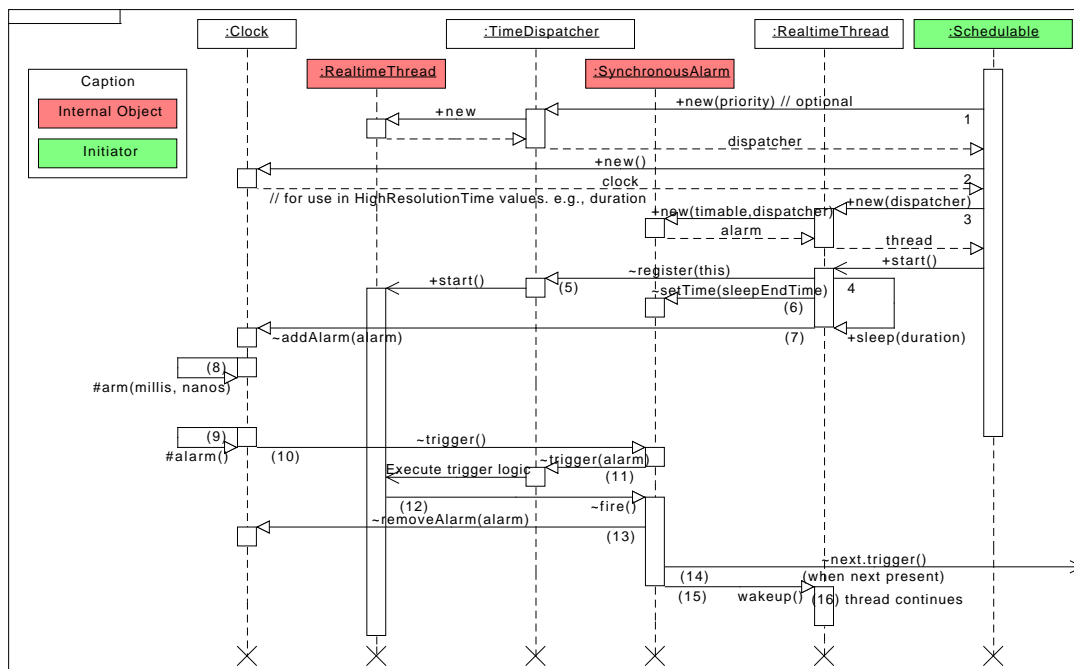 :Clock
:TimeDispatcher
:RealtimeThread
:Schedulable
:RealtimeThread
:SynchronousAlarm
Caption
Internal Object
Initiator
+new(priority) // optional
1
+new
dispatcher
+new()
2
clock
// for use in HighResolutionTime values. e.g., duration
+new(dispatcher)
3
+new(timable,dispatcher)
alarm
thread
+start()
~register(this)
(5)
4
+start()
~setTime(sleepEndTime)
(6)
~addAlarm(alarm)
(7)
+sleep(duration)
(8)
#arm(millis, nanos)
(9)
~trigger()
#alarm()
(10)
~trigger(alarm)
Execute trigger logic
(11)
(12)
~fire()
~removeAlarm(alarm)
(13)
~next.trigger()
(14)
(when next present)
(15)
wakeup()
(16) thread continues